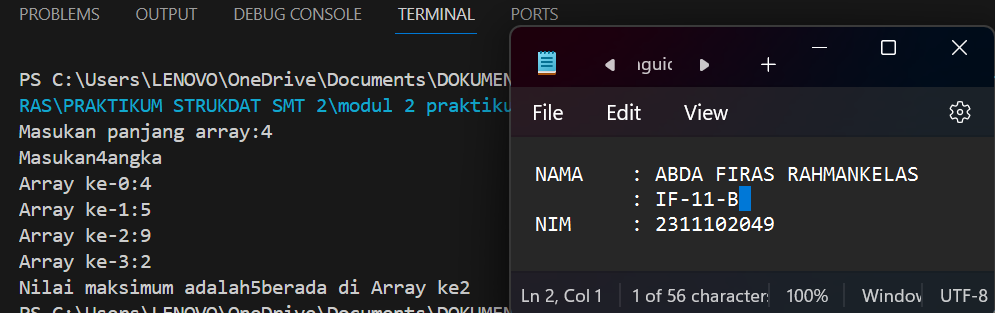 PROBLEMS OUTPUT DEBUG CONSOLE TERMINAL PORTS
PS C:\Users\LENOVO\OneDrive\Documents\DOKUMEN
RAS\PRAKTIKUM STRUKDAT SMT 2\modul 2 praktiku
Masukan panjang array:4
Masukan4angka
Array ke-0:4
Array ke-1:5
Array ke-2:9
Array ke-3:2
Nilai maksimum adalah5berada di Array ke2
PS C:\Users\LENOVO\OneDrive\Documents\DOKUMEN
File Edit View
NAMA : ABDA FIRAS RAHMANKELAS
: IF-11-B
NIM : 2311102049
Ln 2, Col 1 1 of 56 character 100% Window UTF-8